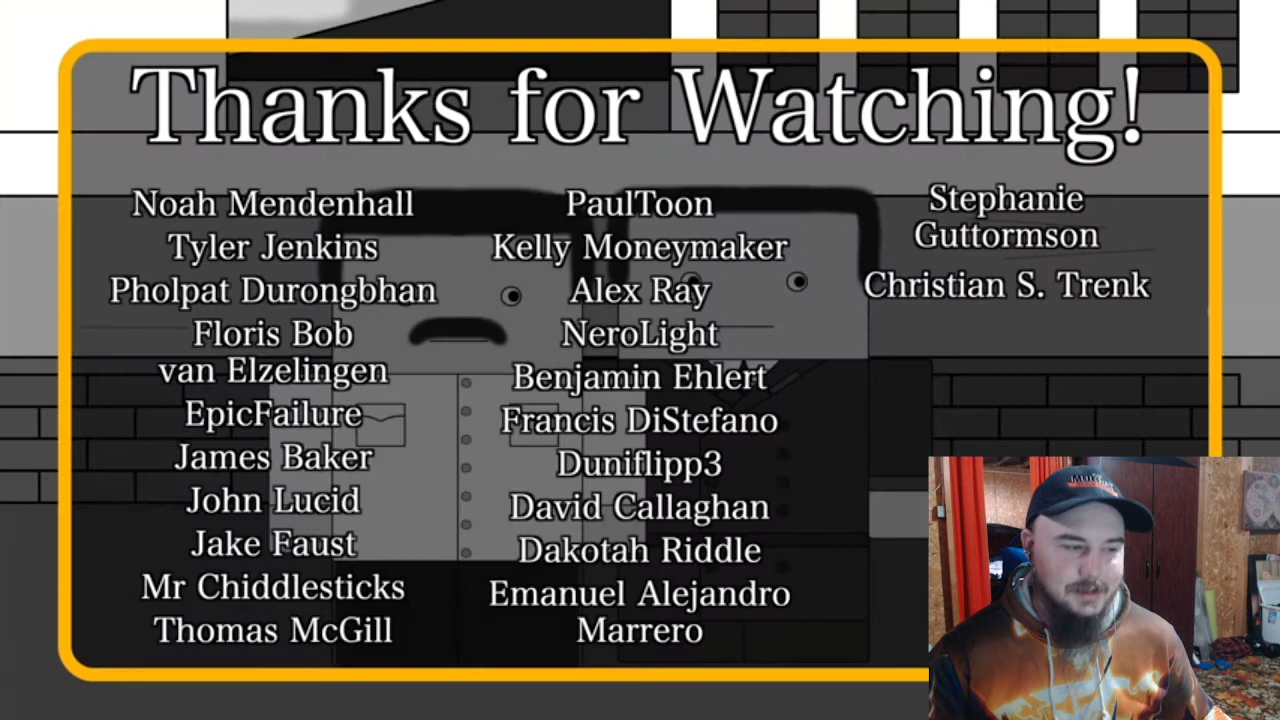 Thanks for Watching!
Noah Mendenhall
Tyler Jenkins
Pholpat Durongbhan
Floris Bob
van Elzelingen
EpicFailure
James Baker
John Lucid
Jake Faust
Mr Chiddlesticks
Thomas McGill
PaulToon
Kelly Moneymaker
Alex Ray
NeroLight
Benjamin Ehlert
Francis DiStefano
Duniflipp3
David Callaghan
Dakotah Riddle
Emanuel Alejandro
Marrero
Stephanie
Guttormson
Christian S. Trenk